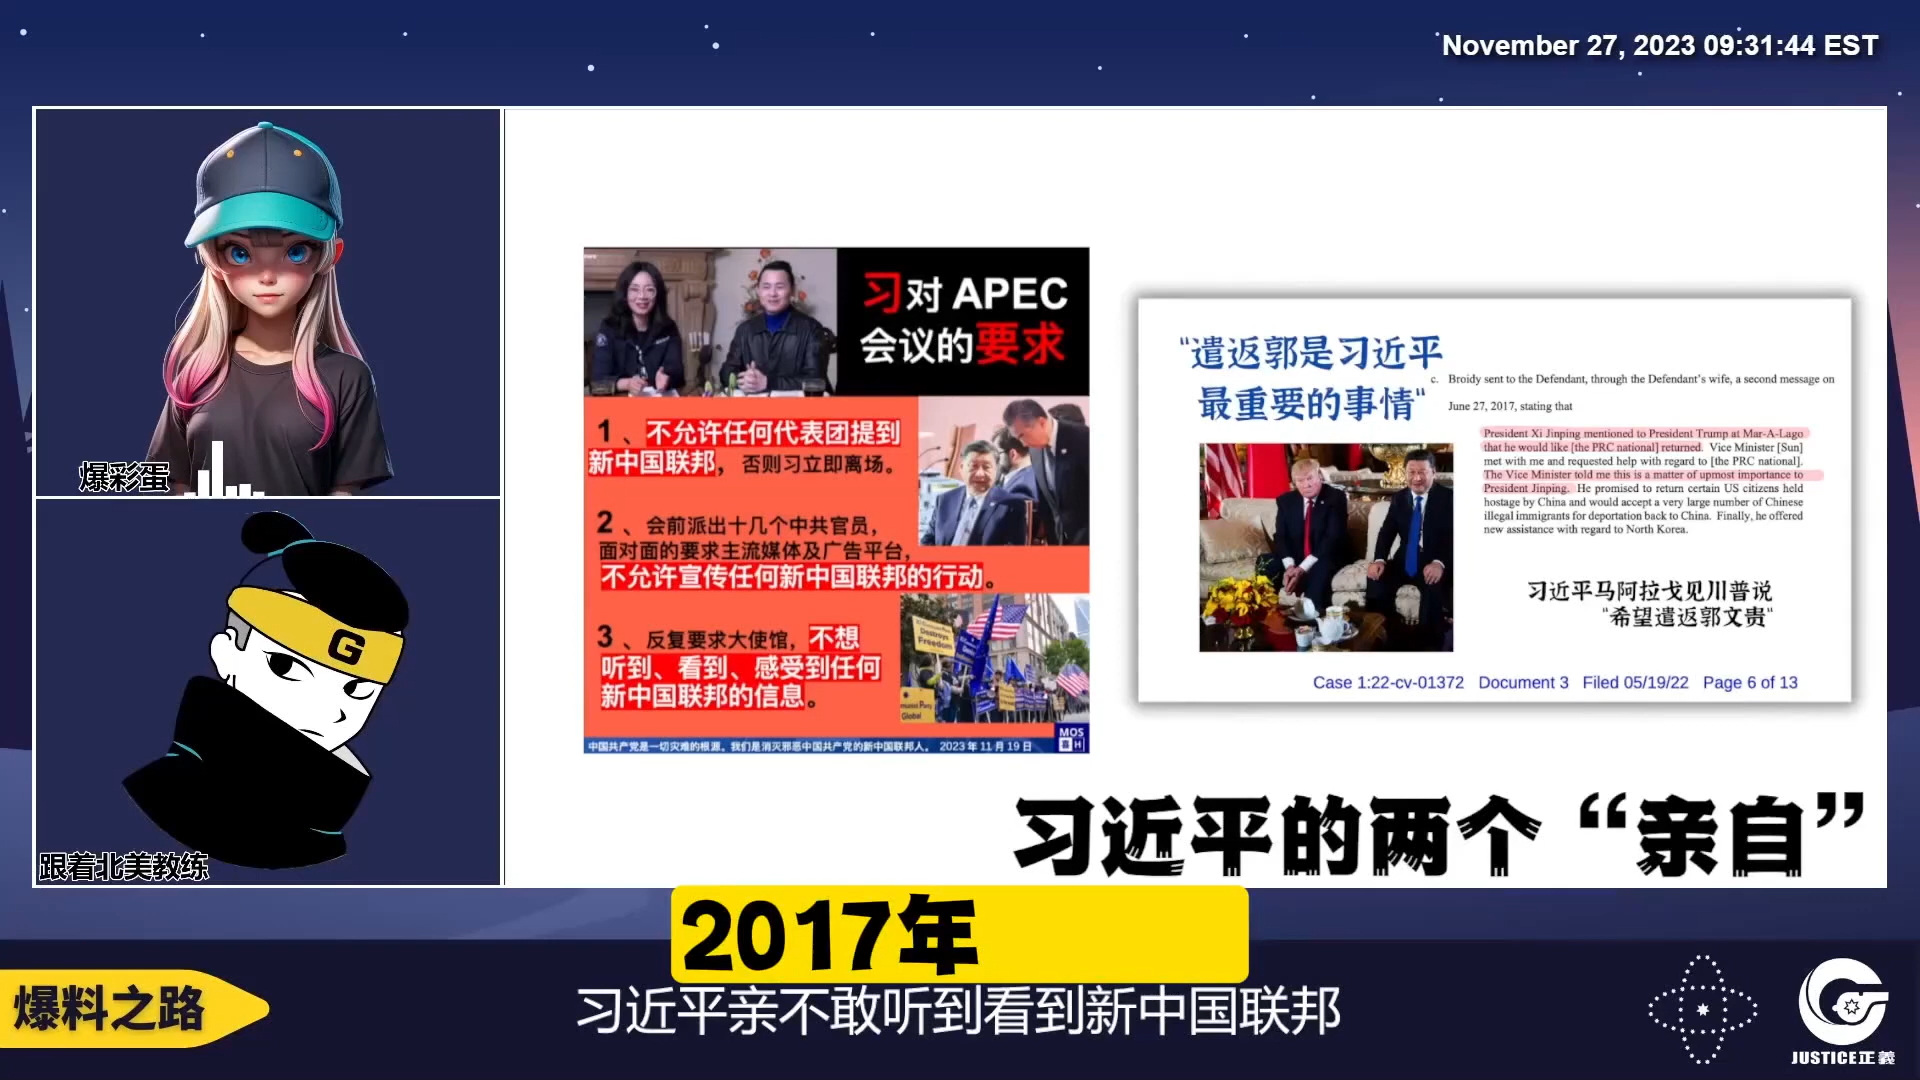 November 27, 2023 09:31:44 EST
爆彩蛋
跟着北美教练
习对 APEC
会议的要求
1 、不允许任何代表团提到
新中国联邦，否则习立即离场。
2 、会前派出十几个中共官员，
面对面的要求主流媒体及广告平台，
不允许宣传任何新中国联邦的行动。
3 、反复要求大使馆，不想
听到、看到、感受到任何
新中国联邦的信息。
中国共产党是一切灾难的根源。我们是消灭邪恶中国共产党的新中国联邦人。 2023 年 11 月 19 日
MOS
“遣返郭是习近平
最重要的事情“
c. Broidy sent to the Defendant, through the Defendant's wife, a second message on
June 27, 2017, stating that
President Xi Jinping mentioned to President Trump at Mar-A-Lago
that he would like [the PRC national] returned. Vice Minister [Sun]
met with me and requested help with regard to [the PRC national].
The Vice Minister told me this is a matter of upmost importance to
President Jinping. He promised to return certain US citizens held
hostage by China and would accept a very large number of Chinese
illegal immigrants for deportation back to China. Finally, he offered
new assistance with regard to North Korea.
习近平马阿拉戈见川普说
“希望遣返郭文贵“
Case 1:22-cv-01372 Document 3 Filed 05/19/22 Page 6 of 13
习近平的两个“亲自”
2017年
习近平亲不敢听到看到新中国联邦
爆料之路
JUSTICE正義